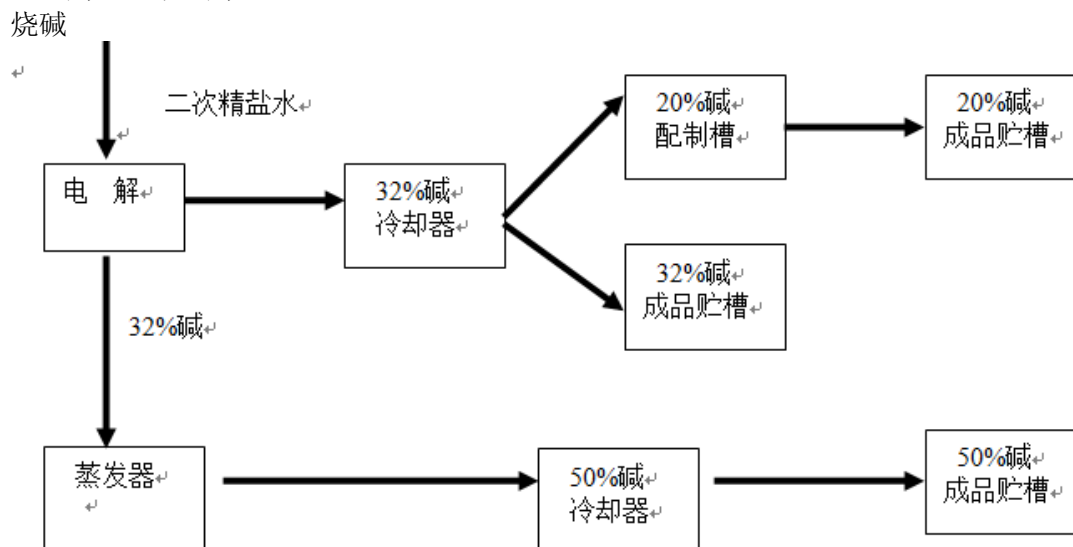 烧碱
二次精盐水
20%碱
配制槽
20%碱
成品贮槽
电 解
32%碱
冷却器
32%碱
成品贮槽
32%碱
蒸发器
50%碱
冷却器
50%碱
成品贮槽